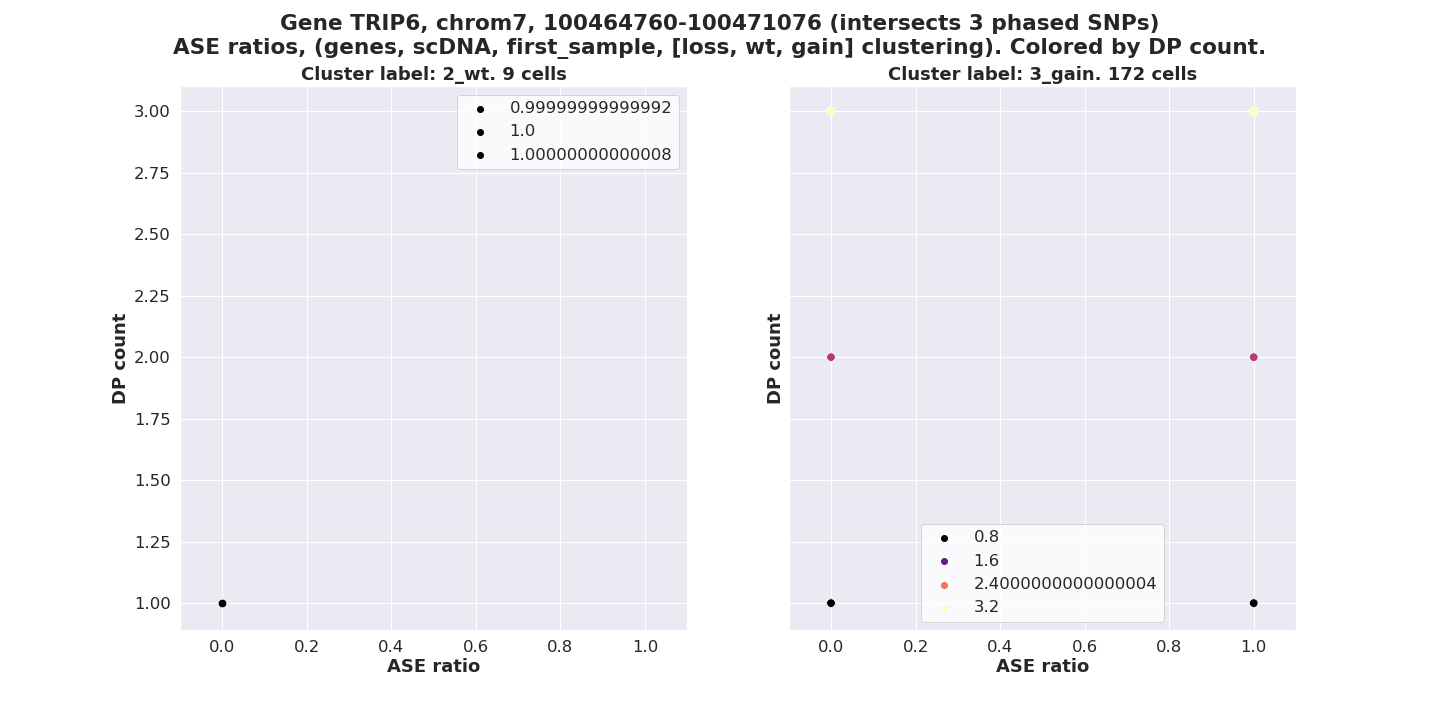 Gene TRIP6, chrom7, 100464760-100471076 (intersects 3 phased SNPs)
ASE ratios, (genes, scDNA, first_sample, [loss, wt, gain] clustering). Colored by DP count.
Cluster label: 2_wt. 9 cells
0.99999999999992
1.0
1.00000000000008
3.00
2.75
2.50
2.25
2.00
1.75
1.50
1.25
1.00
DP count
0.0 0.2 0.4 0.6 0.8 1.0
ASE ratio
Cluster label: 3_gain. 172 cells
DP count
0.8
1.6
2.4000000000000004
3.2
0.0 0.2 0.4 0.6 0.8 1.0
ASE ratio